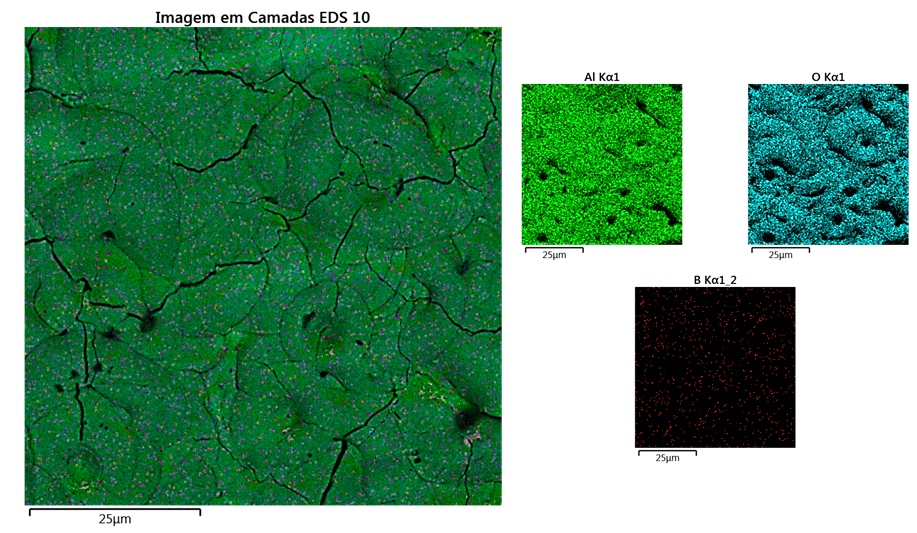 Imagem em Camadas EDS 10
25µm
Al Kα1
25µm
O Kα1
25µm
B Kα1_2
25µm